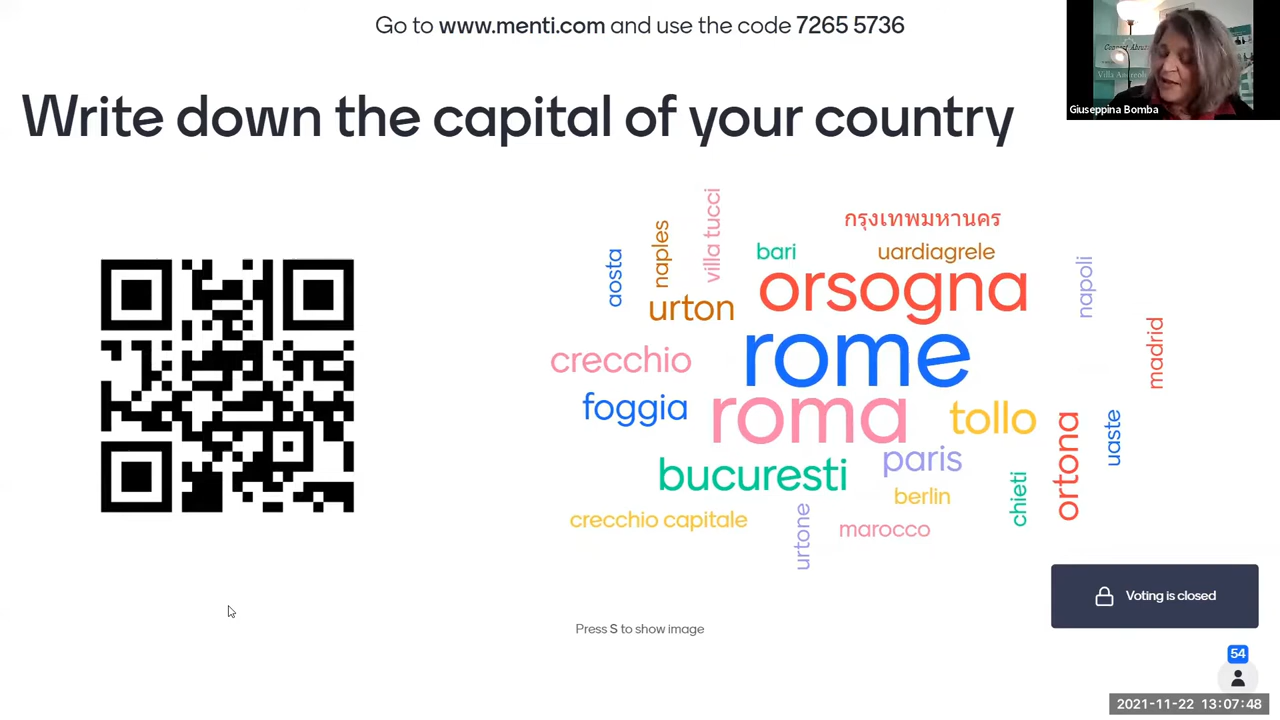 Go to www.menti.com and use the code 7265 5736
Write down the capital of your country
Villa Andreoli
Giuseppina Bomba
villa tucci
กรุงเทพมหานคร
naples
aosta
bari
uardiagrele
napoli
orsogna
urton
rome
madrid
crecchio
foggia
roma
tollo
ortona
uaste
bucuresti
paris
berlin
chieti
crecchio capitale
urtone
marocco
Voting is closed
Press S to show image
54
2021-11-22 13:07:48